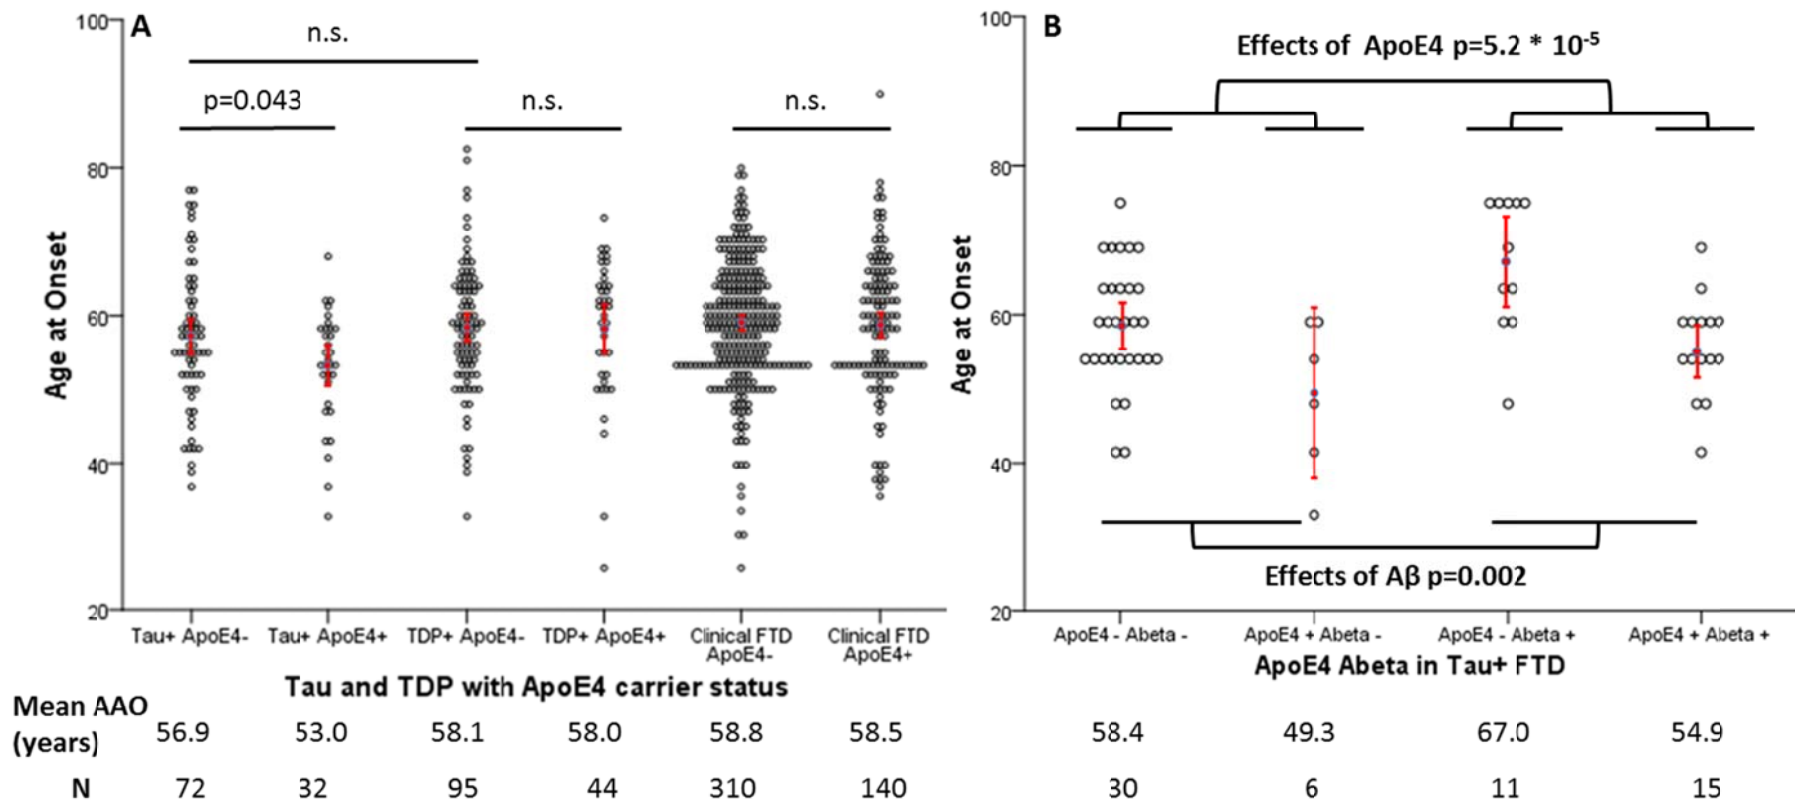 A
100
80
60
40
20
Age at Onset
n.s.
p=0.043
n.s.
n.s.
Tau+ ApoE4-
Tau+ ApoE4+
TDP+ ApoE4-
TDP+ ApoE4+
Clinical FTD
ApoE4-
Clinical FTD
ApoE4+
Tau and TDP with ApoE4 carrier status
Mean AAO
(years)
56.9 53.0 58.1 58.0 58.8 58.5
N 72 32 95 44 310 140
B
100
80
60
40
20
Age at Onset
Effects of ApoE4 p=5.2 * 10-5
Effects of Aβ p=0.002
ApoE4 - Abeta -
ApoE4 + Abeta -
ApoE4 - Abeta +
ApoE4 + Abeta +
ApoE4 Abeta in Tau+ FTD
58.4 49.3 67.0 54.9
30 6 11 15